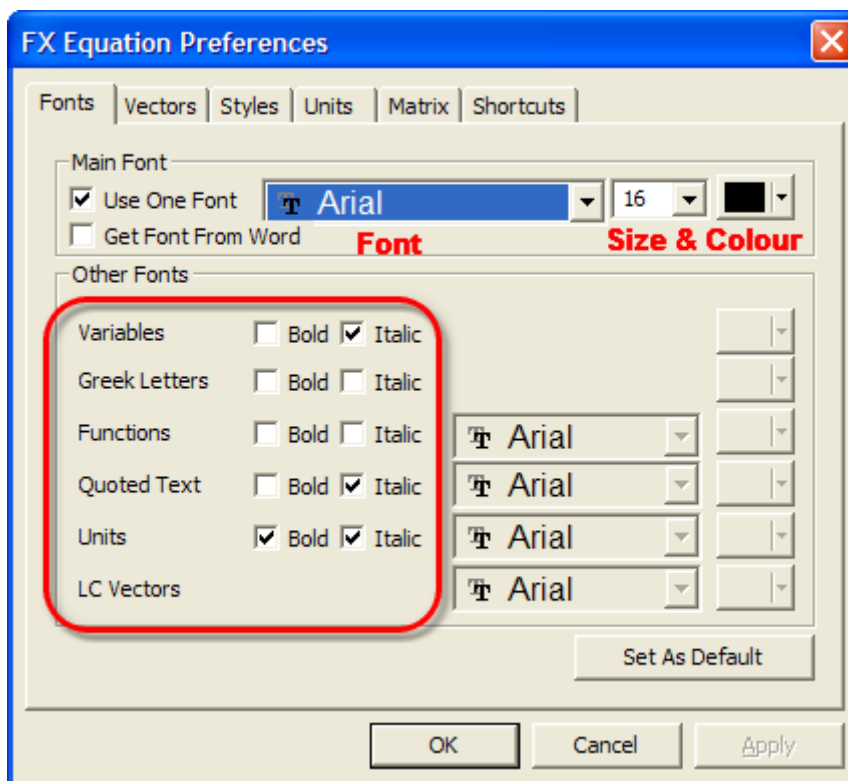 FX Equation Preferences
Fonts Vectors Styles Units Matrix Shortcuts
Main Font
Use One Font Arial 16
Get Font From Word Font Size & Colour
Other Fonts
Variables Bold Italic
Greek Letters Bold Italic
Functions Bold Italic Arial
Quoted Text Bold Italic Arial
Units Bold Italic Arial
LC Vectors Arial
Set As Default
OK Cancel Apply